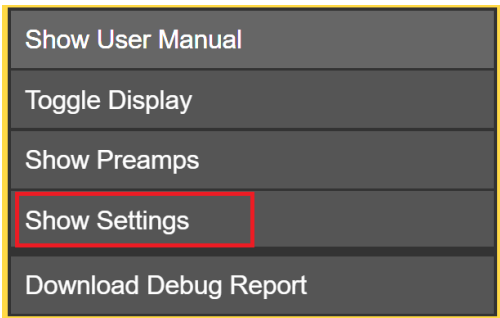 Show User Manual
Toggle Display
Show Preamps
Show Settings
Download Debug Report